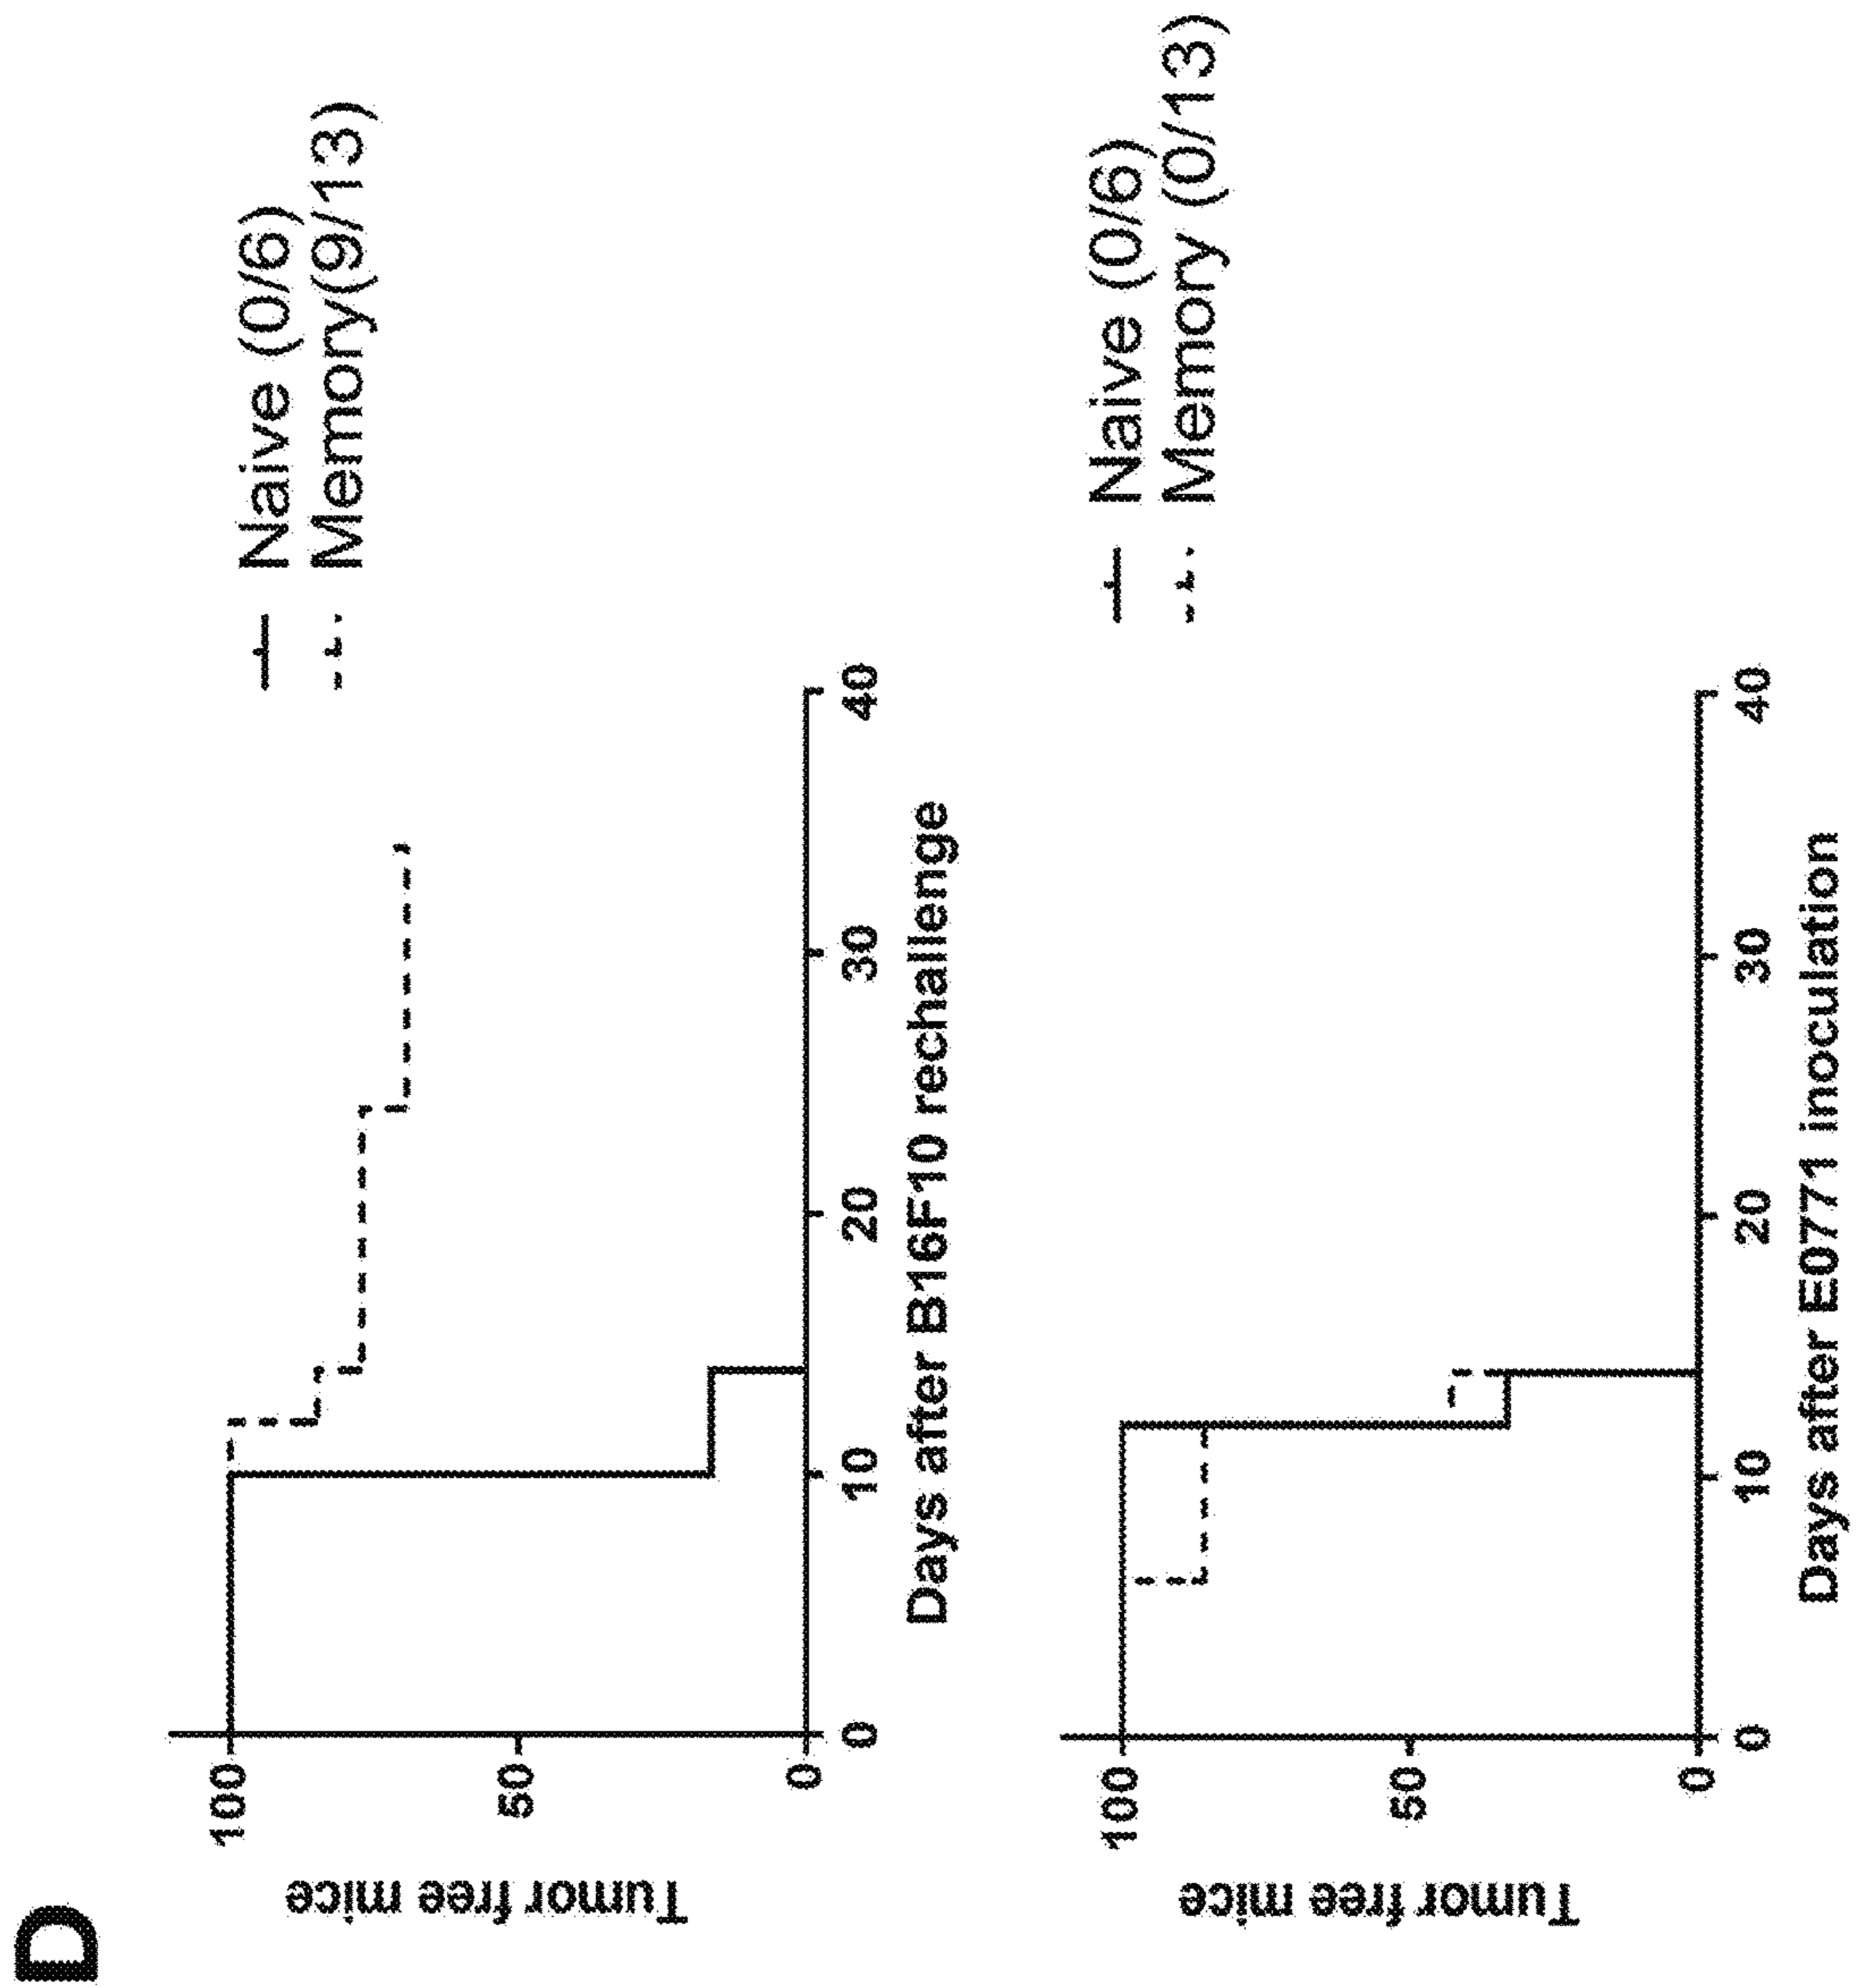 D
Tumor free mice
100
50
0
0
10
20
30
40
Days after B16F10 rechallenge
Naive (0/6)
Memory(9/13)
Tumor free mice
100
50
0
0
10
20
30
40
Days after E0771 inoculation
Naive (0/6)
Memory (0/13)